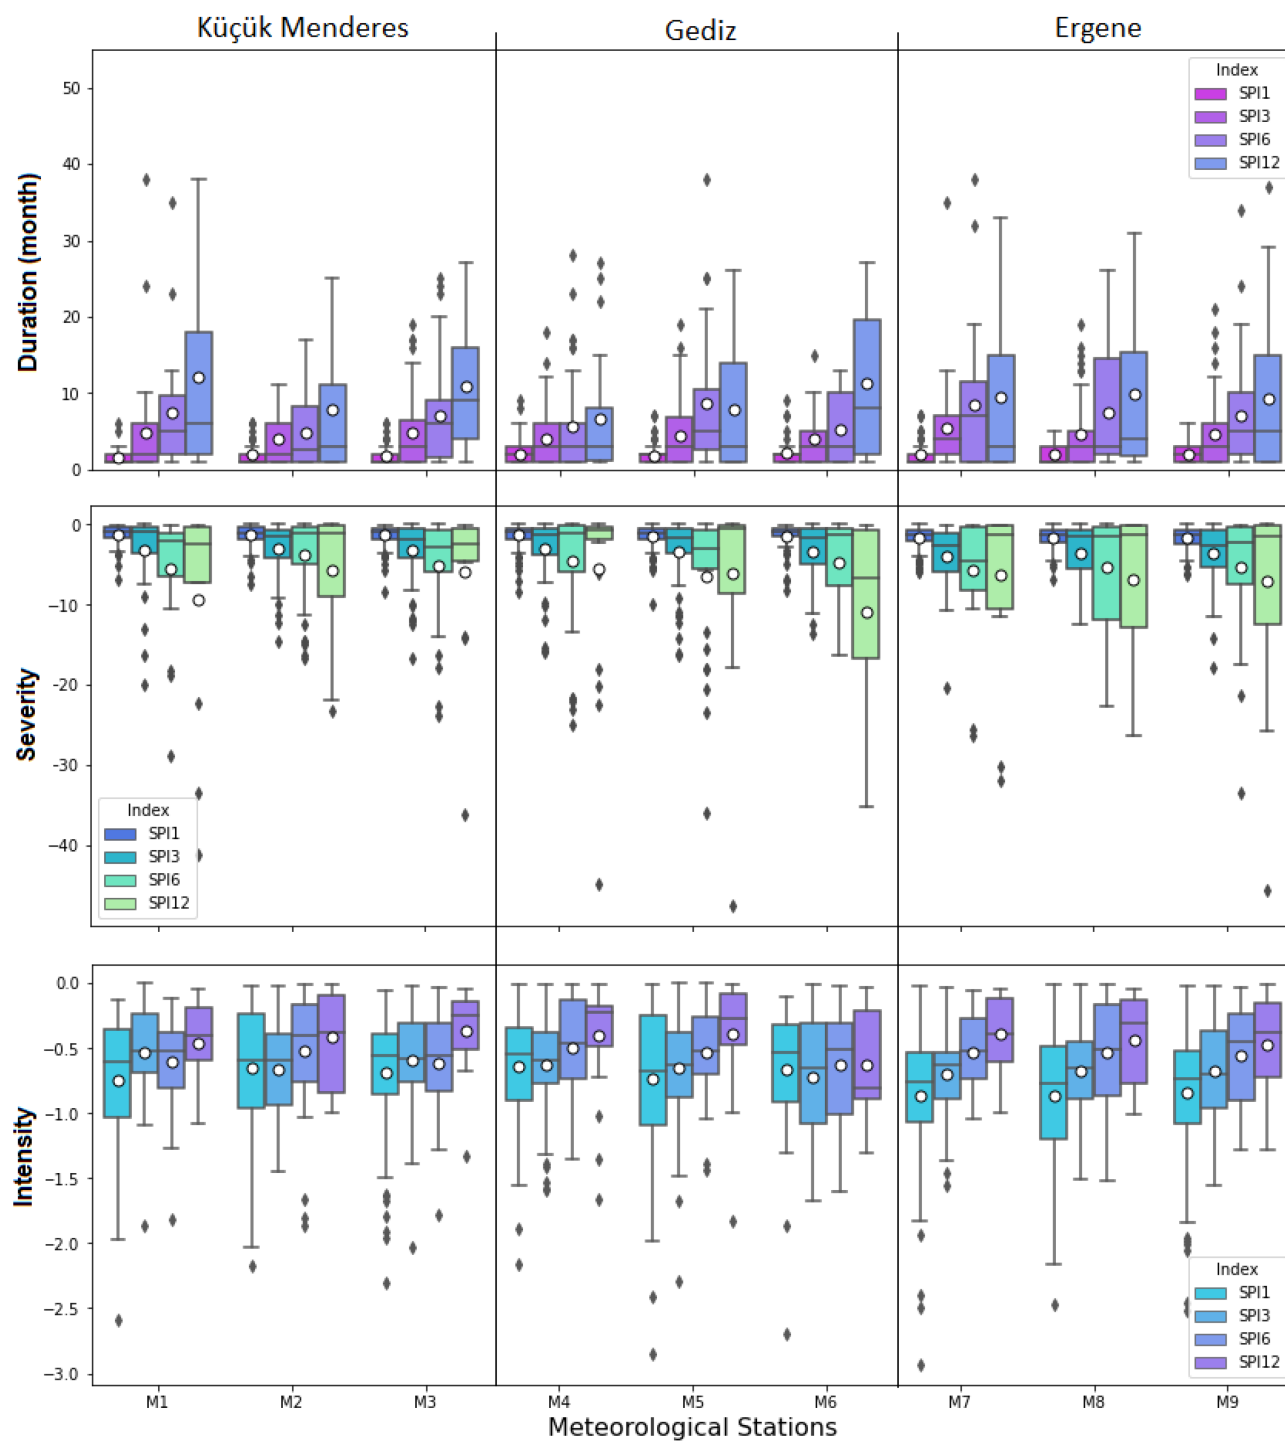 Küçük Menderes Gediz Ergene
Duration (month)
50
40
30
20
10
0
Index
SPI1
SPI3
SPI6
SPI12
Severity
0
−10
−20
−30
−40
Index
SPI1
SPI3
SPI6
SPI12
Intensity
0.0
−0.5
−1.0
−1.5
−2.0
−2.5
−3.0
Index
SPI1
SPI3
SPI6
SPI12
M1 M2 M3 M4 M5 M6 M7 M8 M9
Meteorological Stations